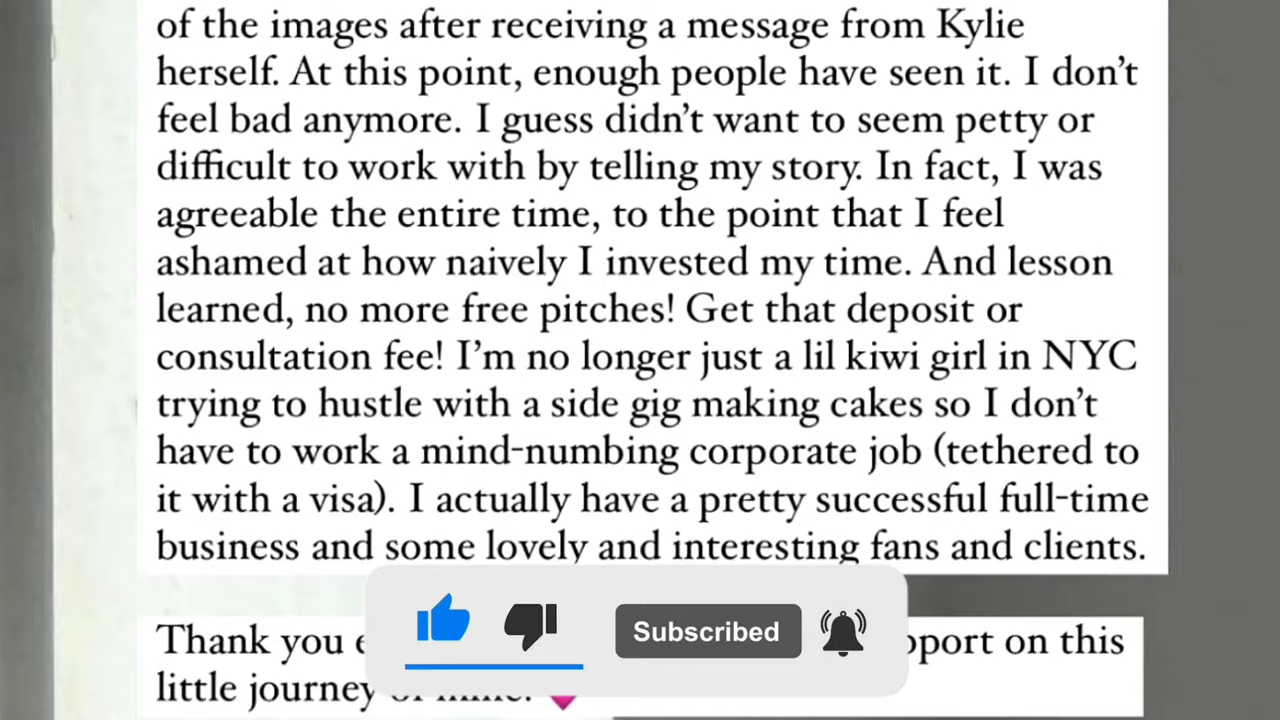 of the images after receiving a message from Kylie
herself. At this point, enough people have seen it. I don't
feel bad anymore. I guess didn't want to seem petty or
difficult to work with by telling my story. In fact, I was
agreeable the entire time, to the point that I feel
ashamed at how naively I invested my time. And lesson
learned, no more free pitches! Get that deposit or
consultation fee! I'm no longer just a lil kiwi girl in NYC
trying to hustle with a side gig making cakes so I don't
have to work a mind-numbing corporate job (tethered to
it with a visa). I actually have a pretty successful full-time
business and some lovely and interesting fans and clients.
Thank you on this
little journey
Subscribed